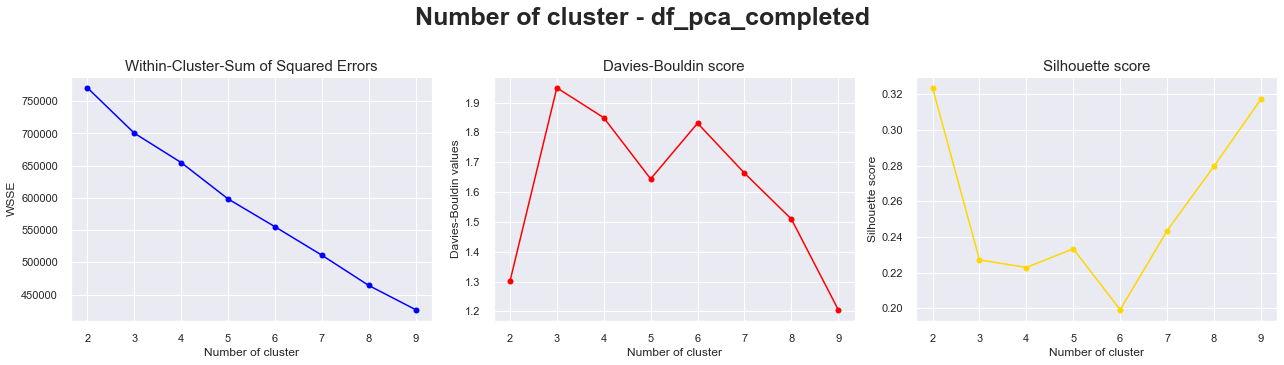 Number of cluster - df_pca_completed
Within-Cluster-Sum of Squared Errors
WSSE
750000
700000
650000
600000
550000
500000
450000
2 3 4 5 6 7 8 9
Number of cluster
Davies-Bouldin score
Davies-Bouldin values
1.9
1.8
1.7
1.6
1.5
1.4
1.3
1.2
2 3 4 5 6 7 8 9
Number of cluster
Silhouette score
Silhouette score
0.32
0.30
0.28
0.26
0.24
0.22
0.20
2 3 4 5 6 7 8 9
Number of cluster